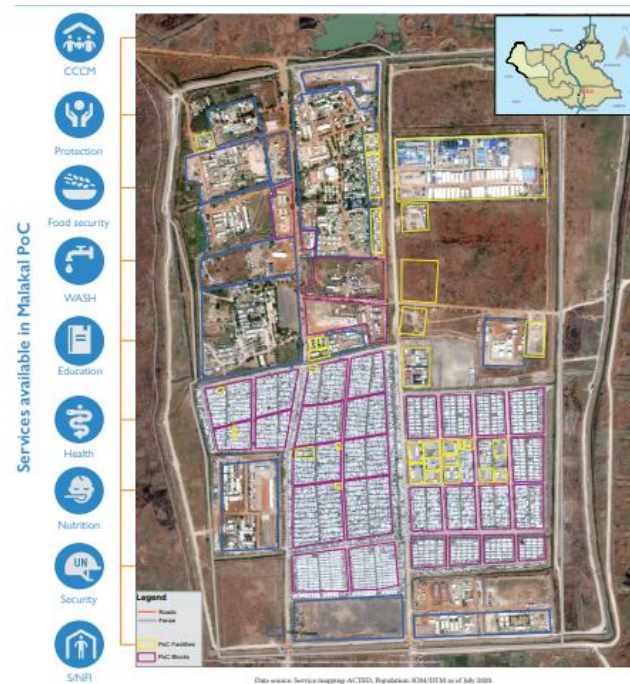 Services available in Malakal PoC
CCCM
Protection
Food security
WASH
Education
Health
Nutrition
UN
Security
S/NFI
Legend
Roads
Fence
PoC Facilities
PoC Blocks
Data source: Service mapping-ACTED, Population: IOM/DTM as of July 2020.